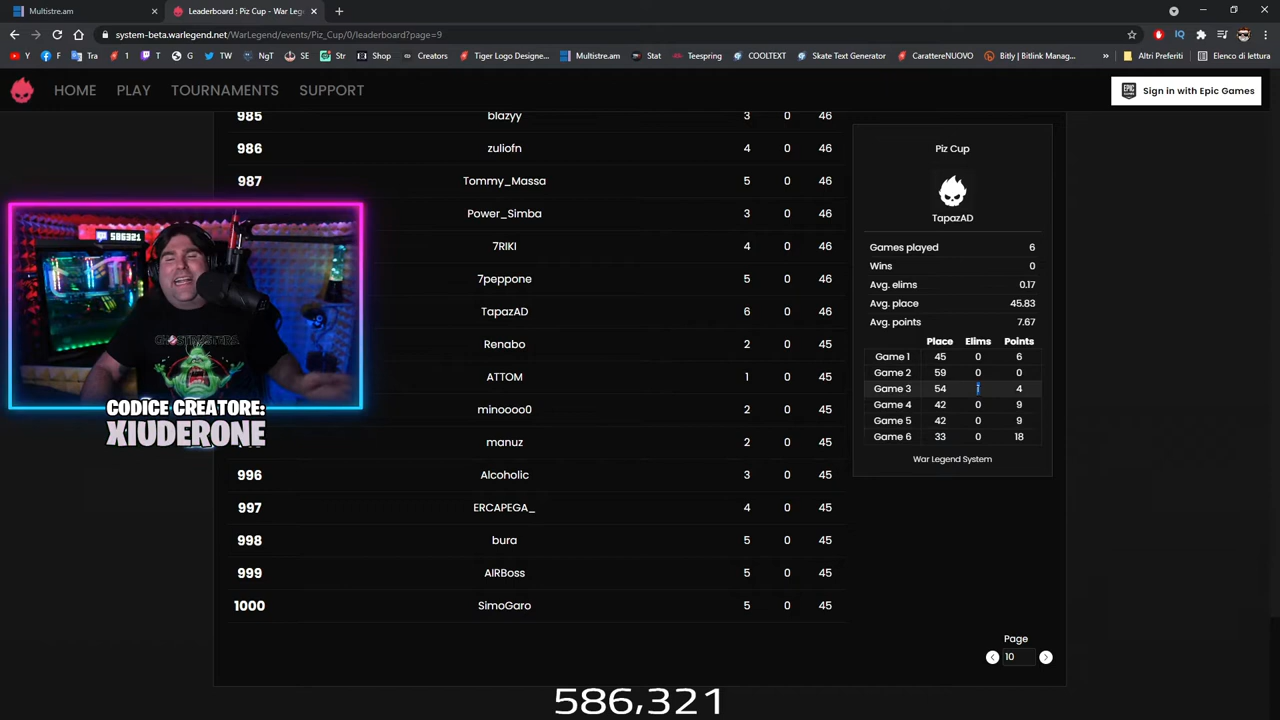 Multistre.am
Leaderboard : Piz Cup - War Leg
system-beta.warlegend.net/WarLegend/events/Piz_Cup/0/leaderboard?page=9
Y F 1 T G TW NgT SE Str Shop Creators Tiger Logo Designe... Multistre.am Stat Teespring COOLTEXT Skate Text Generator CarattereNUOVO Bitly | Bitlink Manag... » Altri Preferiti Elenco di lettura
HOME PLAY TOURNAMENTS SUPPORT
Sign in with Epic Games
985 blazyy 3 0 46
986 zuliofn 4 0 46
987 Tommy_Massa 5 0 46
Power_Simba 3 0 46
7RIKI 4 0 46
7peppone 5 0 46
TapazAD 6 0 46
Renabo 2 0 45
ATTOM 1 0 45
minoooo0 2 0 45
manuz 2 0 45
996 Alcoholic 3 0 45
997 ERCAPEGA_ 4 0 45
998 bura 5 0 45
999 AIRBoss 5 0 45
1000 SimoGaro 5 0 45
Piz Cup
TapazAD
Games played 6
Wins 0
Avg. elims 0.17
Avg. place 45.83
Avg. points 7.67
Place Elims Points
Game 1 45 0 6
Game 2 59 0 0
Game 3 54 1 4
Game 4 42 0 9
Game 5 42 0 9
Game 6 33 0 18
War Legend System
Page
10
586321
GHOSTBUSTERS
CODICE CREATORE:
XIUDERONE
586,321